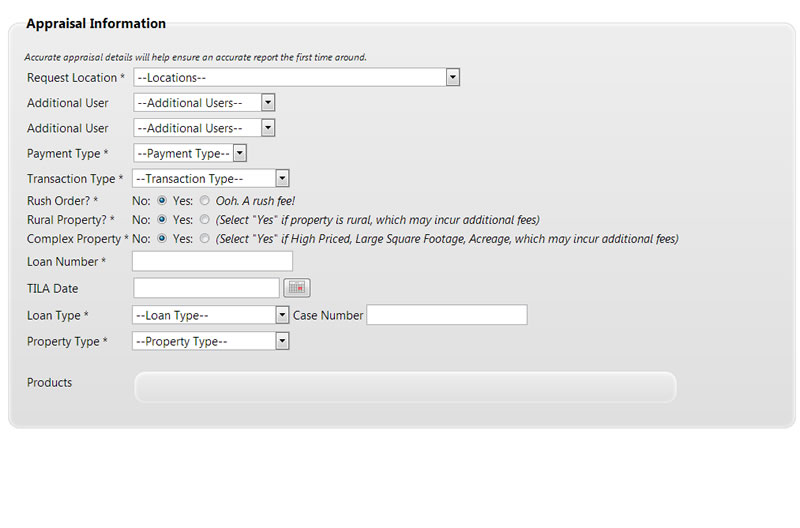 Appraisal Information
Accurate appraisal details will help ensure an accurate report the first time around.
Request Location * --Locations--
Additional User --Additional Users--
Additional User --Additional Users--
Payment Type * --Payment Type--
Transaction Type * --Transaction Type--
Rush Order? * No: Yes: Ooh. A rush fee!
Rural Property? * No: Yes: (Select "Yes" if property is rural, which may incur additional fees)
Complex Property * No: Yes: (Select "Yes" if High Priced, Large Square Footage, Acreage, which may incur additional fees)
Loan Number *
TILA Date
Loan Type * --Loan Type-- Case Number
Property Type * --Property Type--
Products